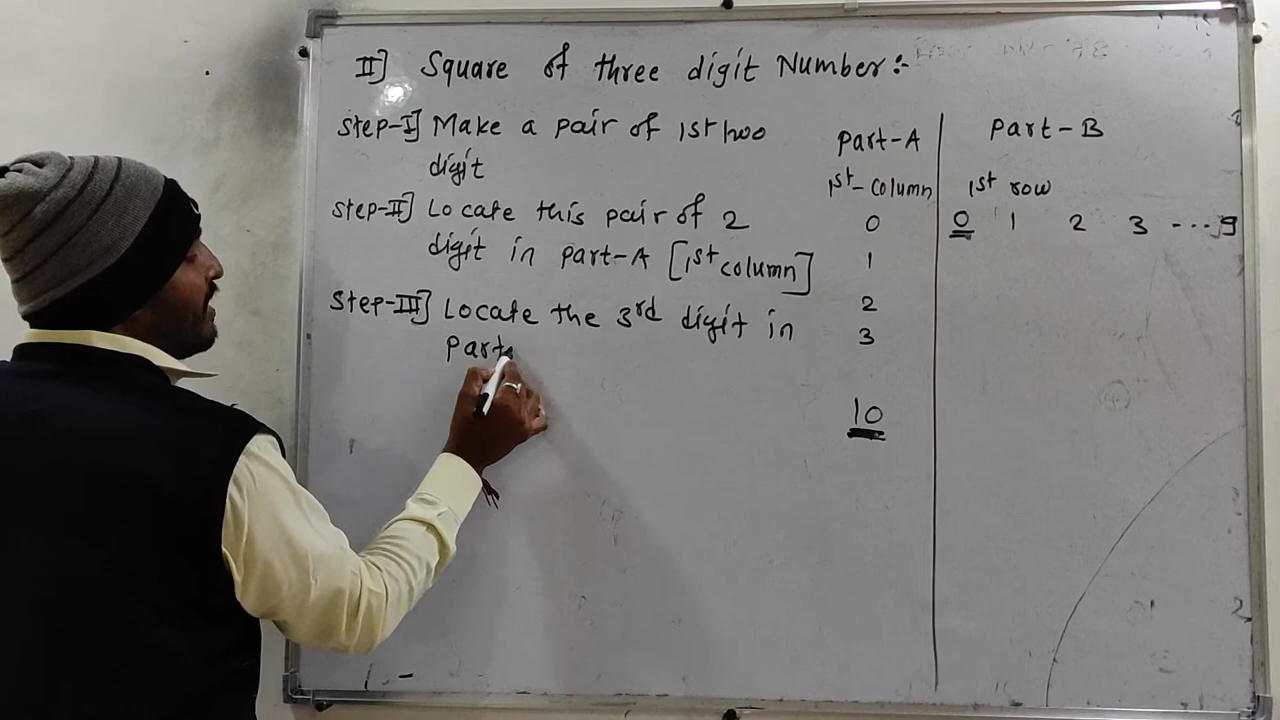 II] Square of three digit Number:-
Step-I] Make a pair of 1st two
digit
Step-II] Locate this pair of 2
digit in part-A [1st column]
Step-III] Locate the 3rd digit in
Part
Part-A
1st-Column
0
1
2
3
10
Part-B
1st row
0 1 2 3 ---- 9